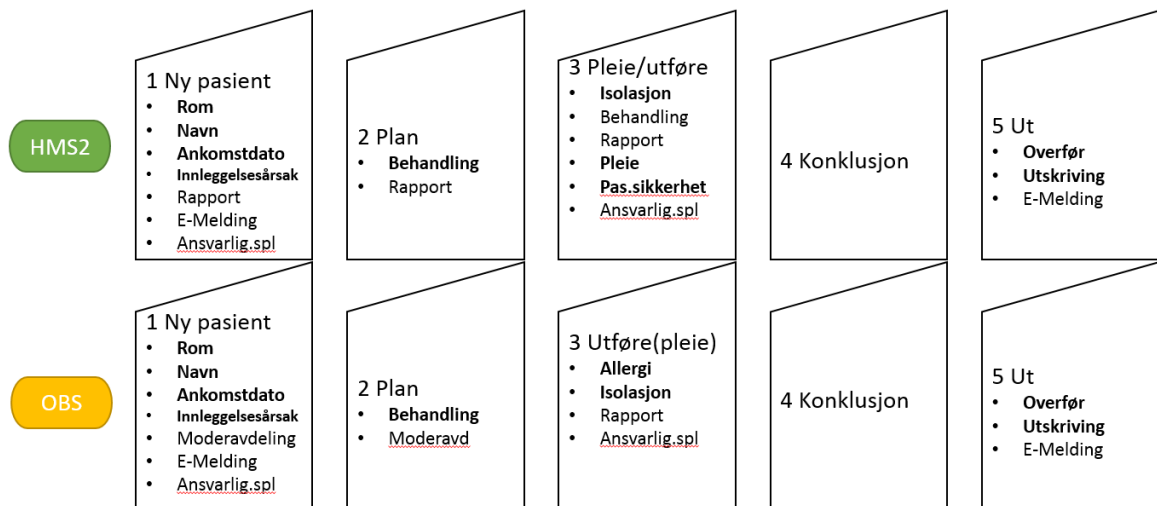 HMS2
1 Ny pasient
• Rom
• Navn
• Ankomstdato
• Innleggelsesårsak
• Rapport
• E-Melding
• Ansvarlig.spl
2 Plan
• Behandling
• Rapport
3 Pleie/utføre
• Isolasjon
• Behandling
• Rapport
• Pleie
• Pas.sikkerhet
• Ansvarlig.spl
4 Konklusjon
5 Ut
• Overfør
• Utskriving
• E-Melding
OBS
1 Ny pasient
• Rom
• Navn
• Ankomstdato
• Innleggelsesårsak
• Moderavdeling
• E-Melding
• Ansvarlig.spl
2 Plan
• Behandling
• Moderavd
3 Utføre(pleie)
• Allergi
• Isolasjon
• Rapport
• Ansvarlig.spl
4 Konklusjon
5 Ut
• Overfør
• Utskriving
• E-Melding